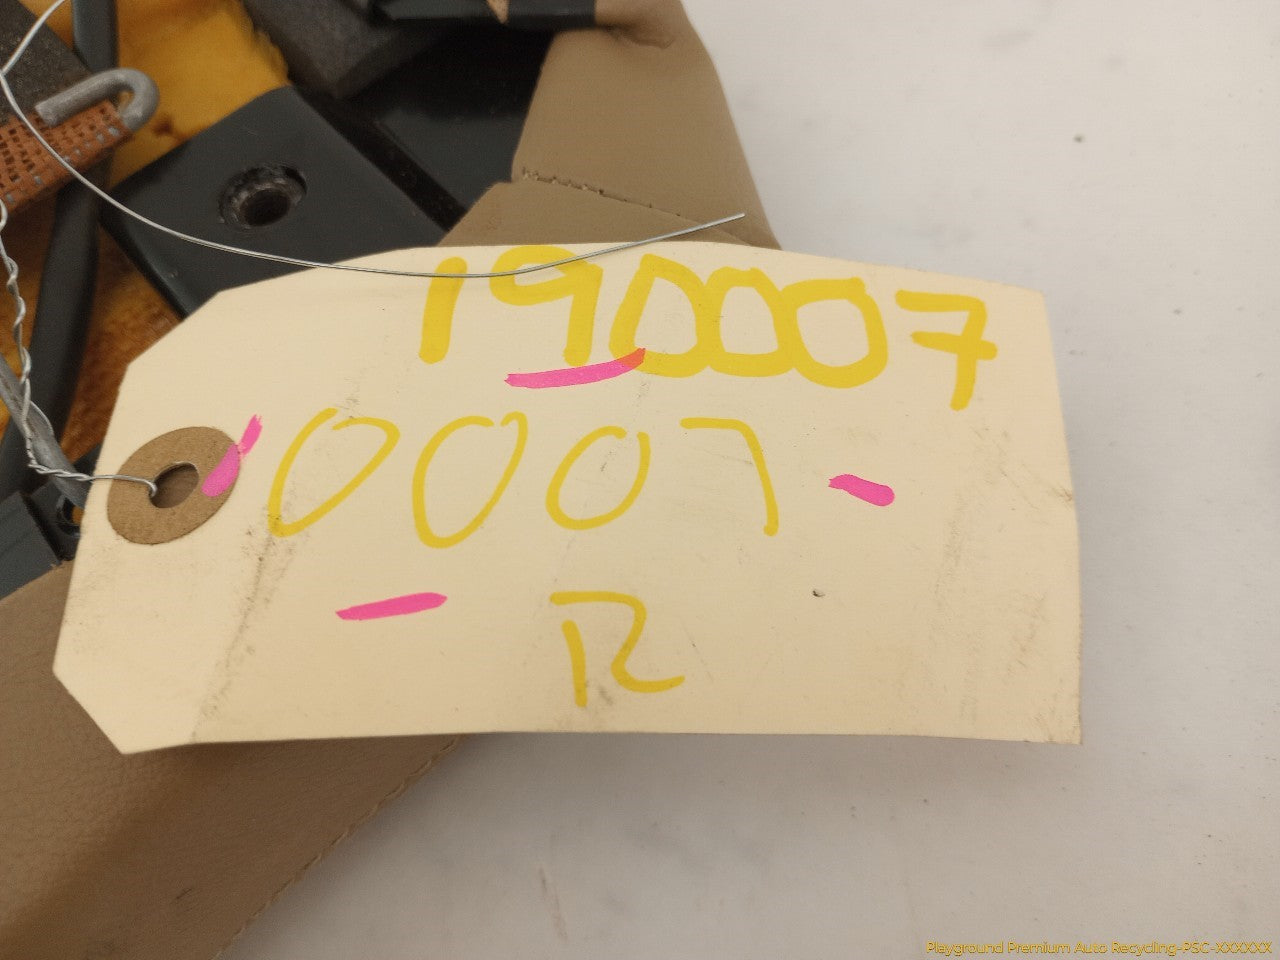 190007
0007
R
Playground Premium Auto Recycling-PSC-XXXXXX